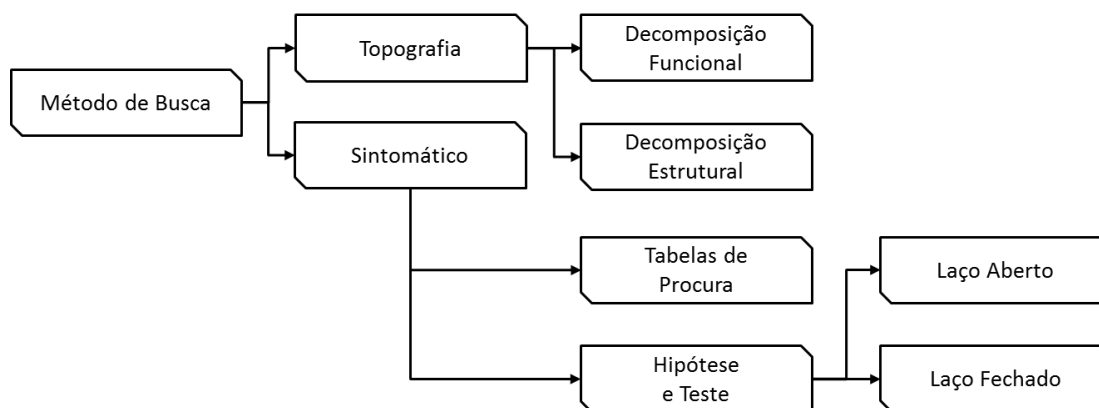 Método de Busca
Topografia
Sintomático
Decomposição
Funcional
Decomposição
Estrutural
Tabelas de
Procura
Hipótese
e Teste
Laço Aberto
Laço Fechado